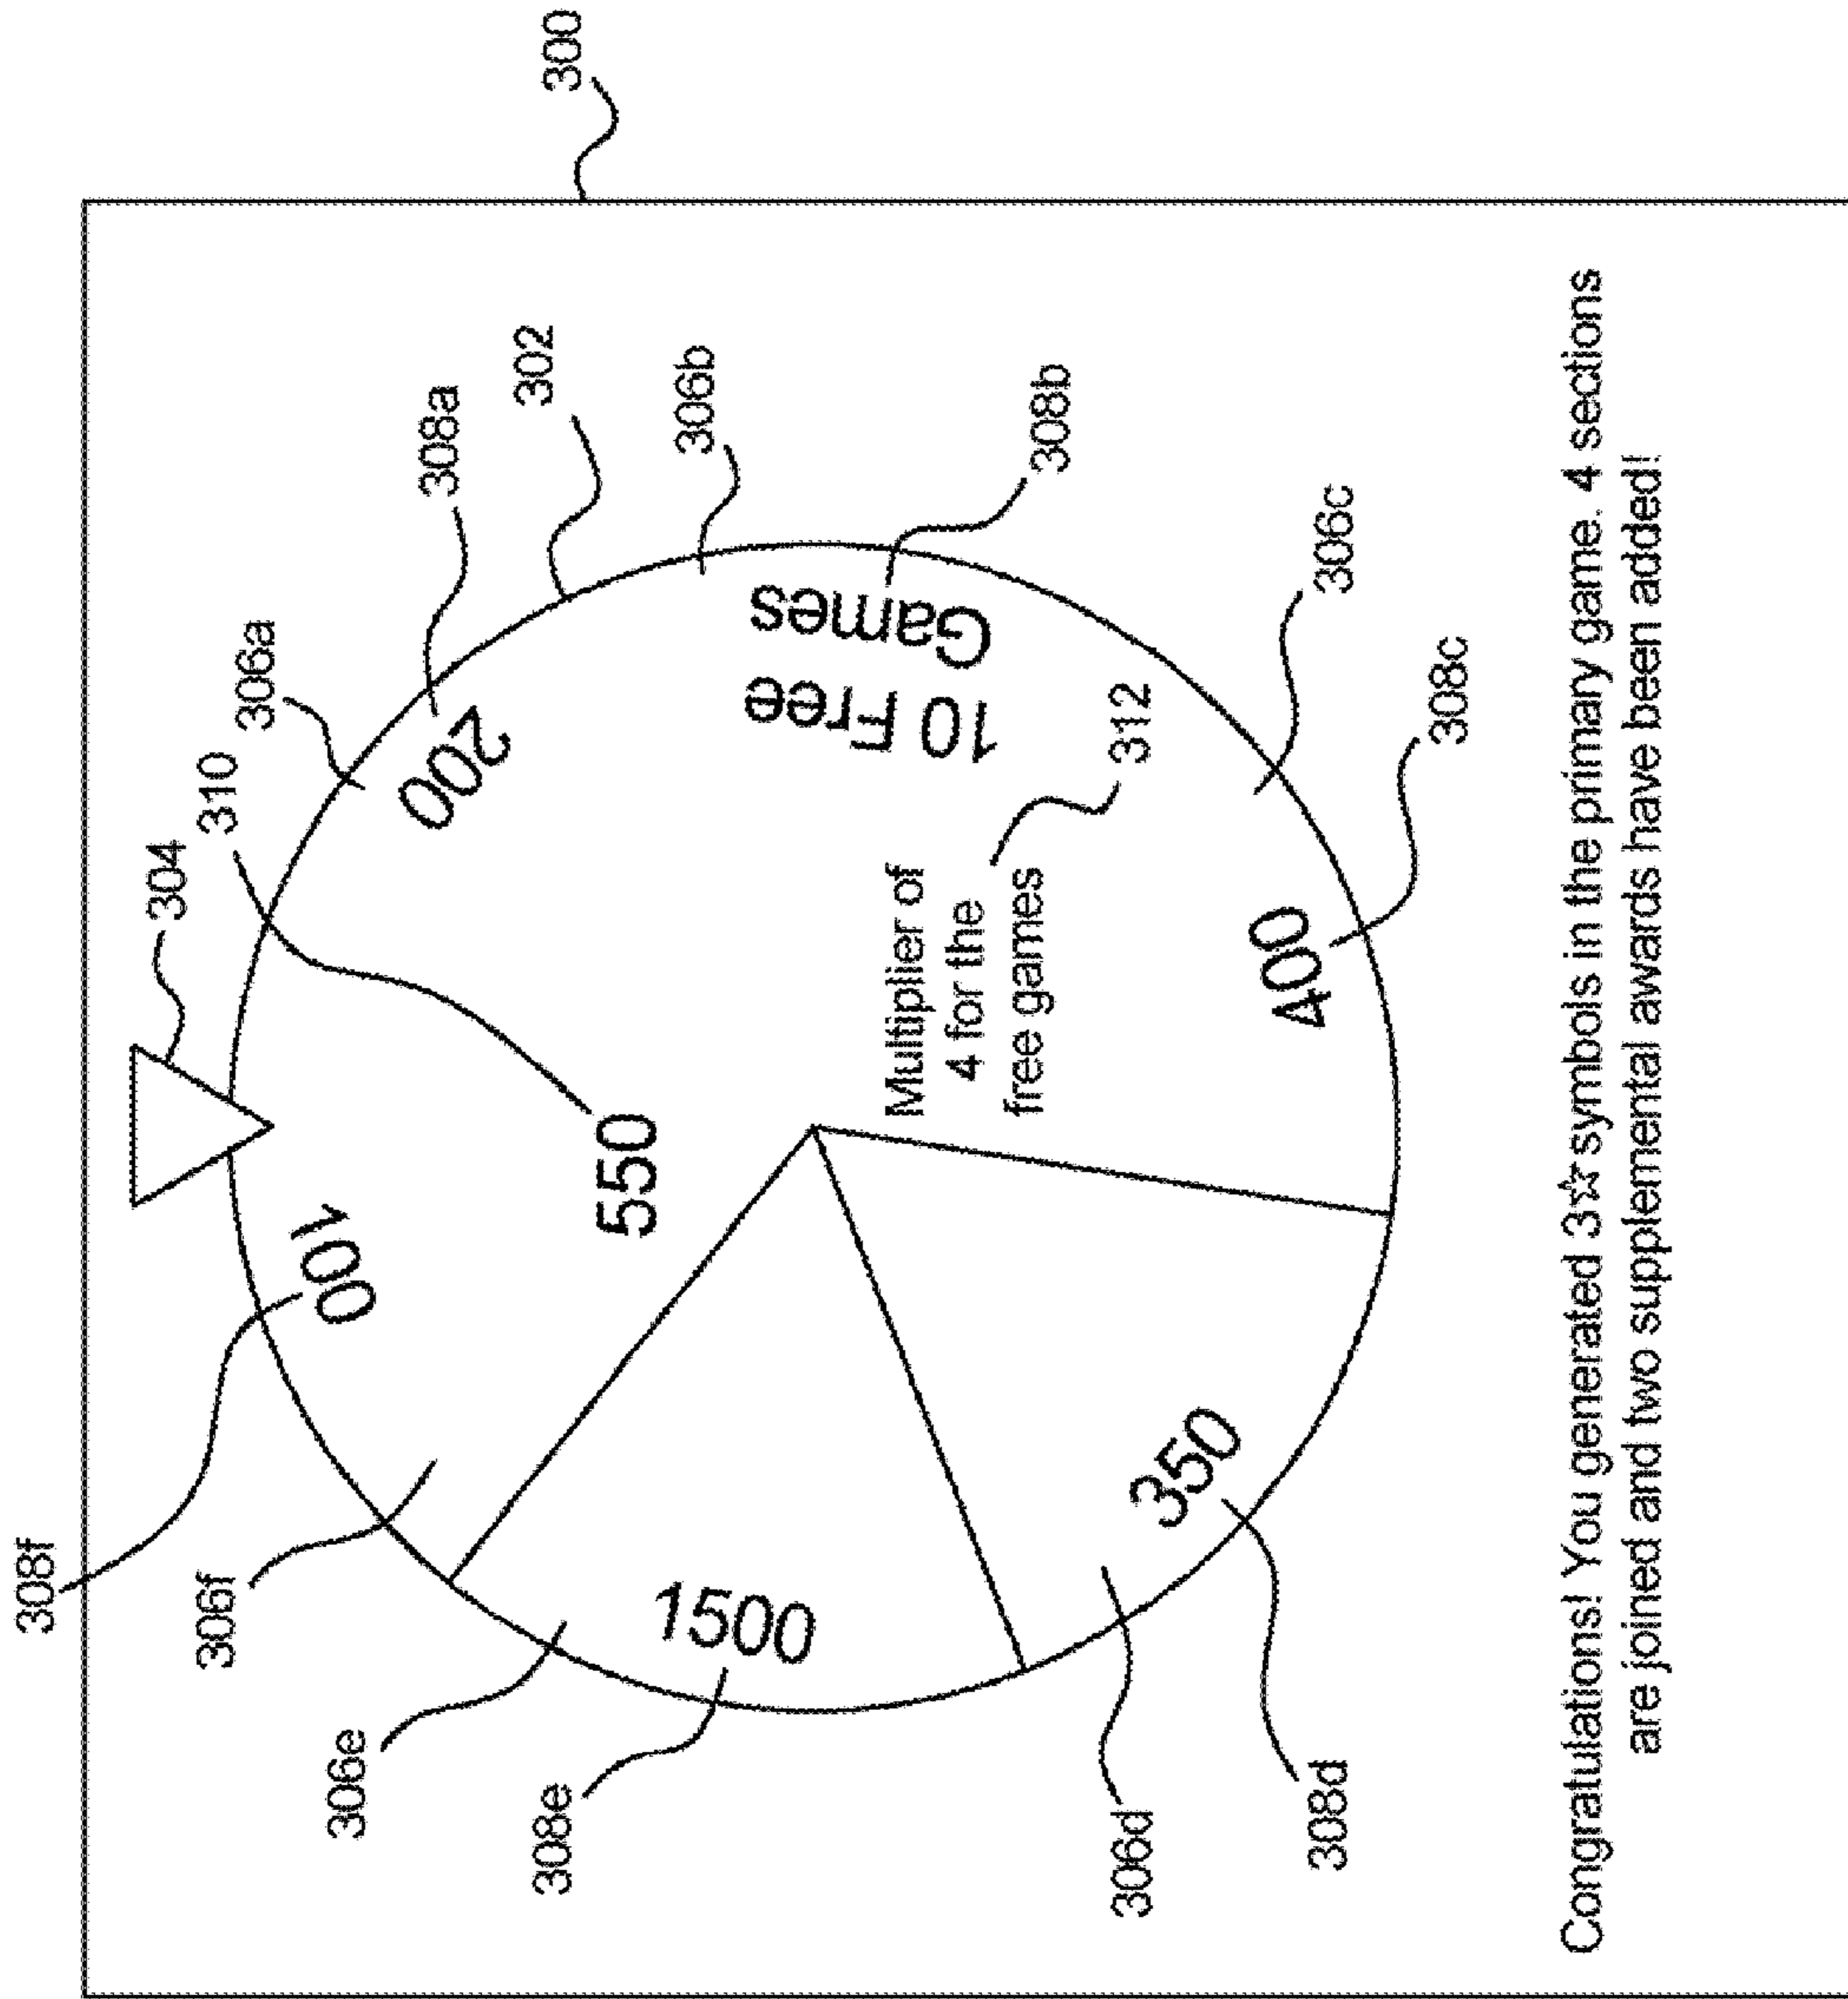 300
304
310
306a
308a
302
306b
308b
306c
308c
312
308f
306f
306e
308e
306d
308d
100
200
550
10 Free
Games
Multiplier of
4 for the
free games
1500
350
400
Congratulations! You generated 3☆symbols in the primary game. 4 sections
are joined and two supplemental awards have been added!